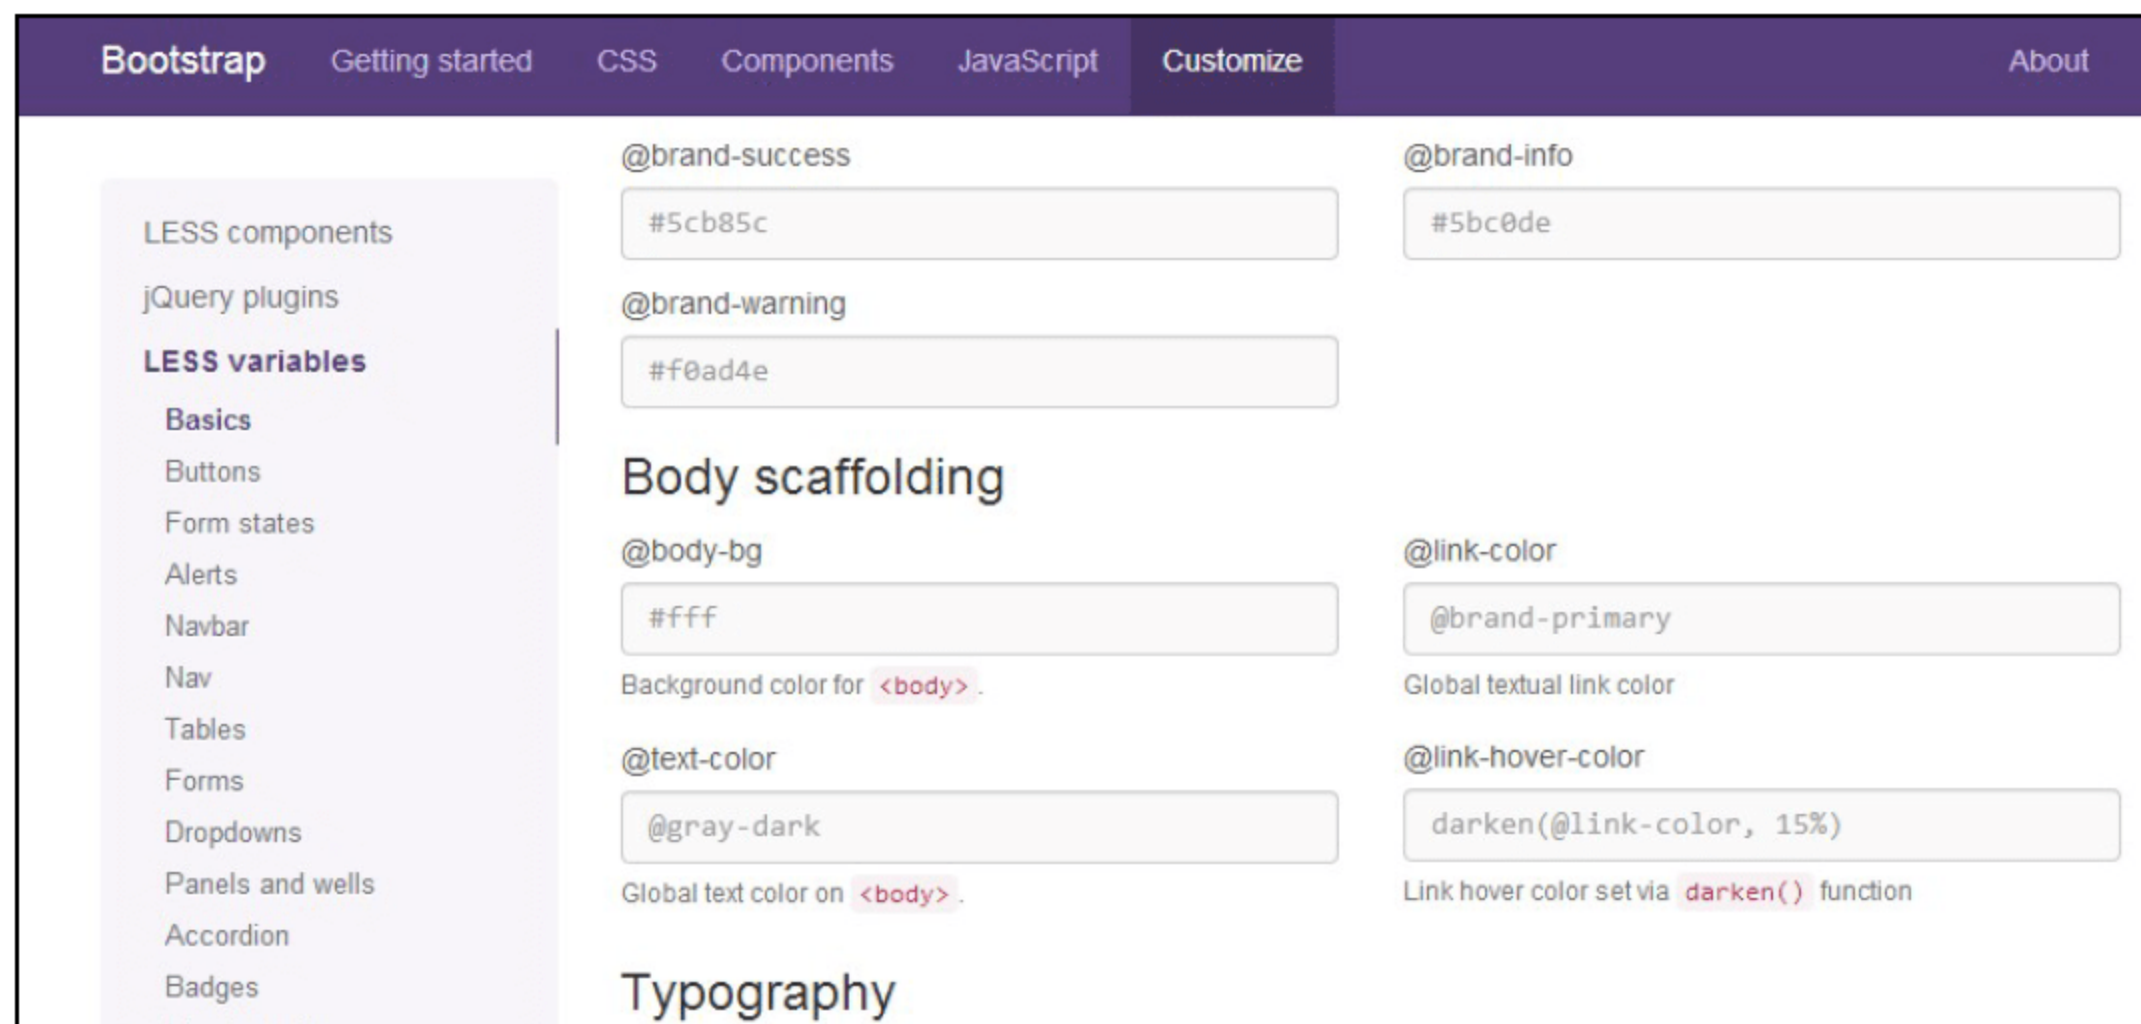 Bootstrap Getting started CSS Components JavaScript Customize About
LESS components
jQuery plugins
LESS variables
Basics
Buttons
Form states
Alerts
Navbar
Nav
Tables
Forms
Dropdowns
Panels and wells
Accordion
Badges
@brand-success
#5cb85c
@brand-info
#5bc0de
@brand-warning
#f0ad4e
Body scaffolding
@body-bg
#fff
Background color for <body>.
@link-color
@brand-primary
Global textual link color
@text-color
@gray-dark
Global text color on <body>.
@link-hover-color
darken(@link-color, 15%)
Link hover color set via darken() function
Typography